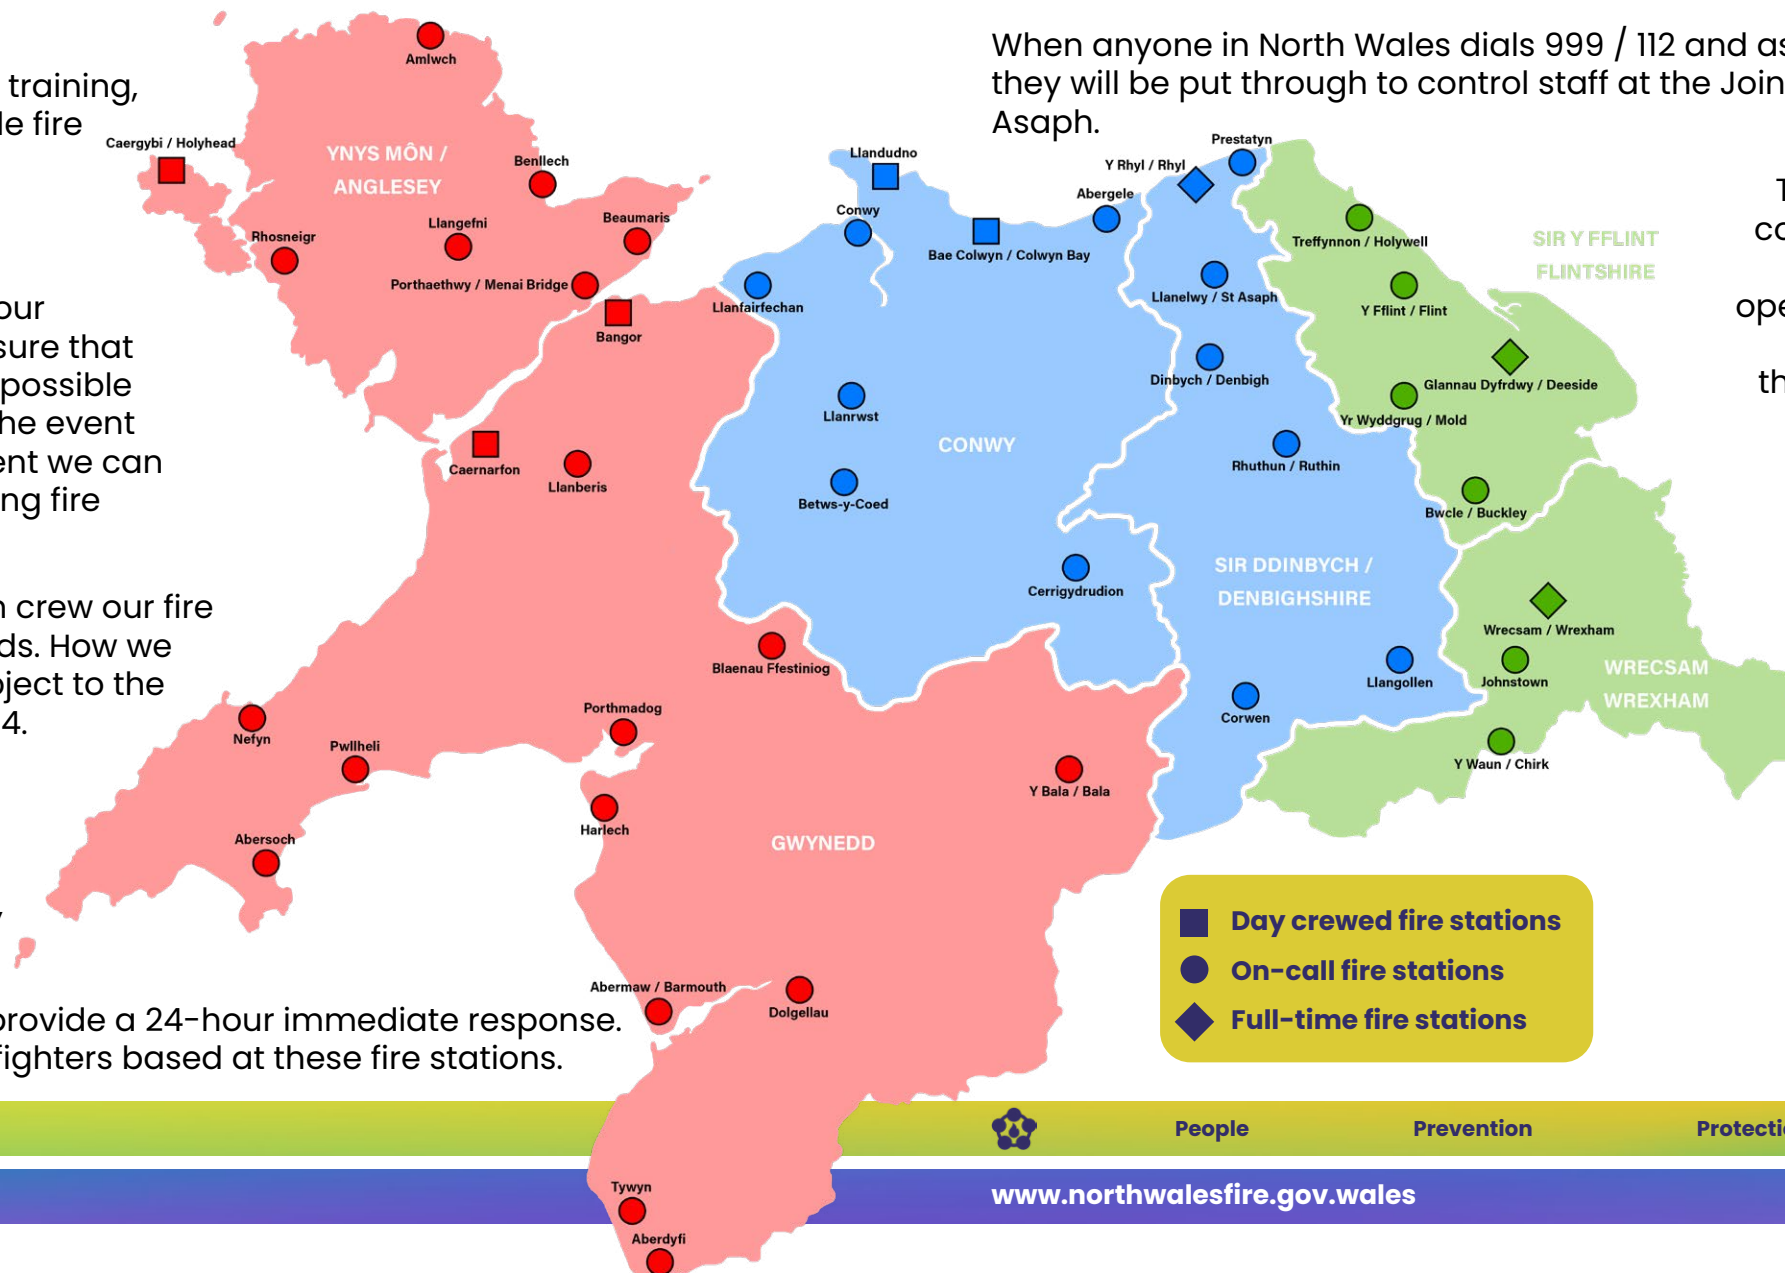 training,
le fire
our
sure that
possible
he event
ent we can
ng fire
n crew our fire
ds. How we
ject to the
4.
y
provide a 24-hour immediate response.
fighters based at these fire stations.
When anyone in North Wales dials 999 / 112 and as
they will be put through to control staff at the Join
Asaph.
T
co
ope
th
Amlwch
Caergybi / Holyhead
YNYS MÔN /
ANGLESEY
Benllech
Llangefni
Beaumaris
Rhosneigr
Porthaethwy / Menai Bridge
Bangor
Caernarfon
Llanberis
Nefyn
Pwllheli
Abersoch
Porthmadog
Harlech
Blaenau Ffestiniog
Y Bala / Bala
GWYNEDD
Abermaw / Barmouth
Dolgellau
Tywyn
Aberdyfi
Llandudno
Conwy
Bae Colwyn / Colwyn Bay
Abergele
Llanfairfechan
Llanrwst
CONWY
Betws-y-Coed
Cerrigydrudion
Prestatyn
Y Rhyl / Rhyl
Llanelwy / St Asaph
Dinbych / Denbigh
Rhuthun / Ruthin
SIR DDINBYCH /
DENBIGHSHIRE
Llangollen
Corwen
Treffynnon / Holywell
SIR Y FFLINT
FLINTSHIRE
Y Fflint / Flint
Glannau Dyfrdwy / Deeside
Yr Wyddgrug / Mold
Bwcle / Buckley
Wrecsam / Wrexham
Johnstown
WRECSAM
WREXHAM
Y Waun / Chirk
Day crewed fire stations
On-call fire stations
Full-time fire stations
People
Prevention
Protectio
www.northwalesfire.gov.wales